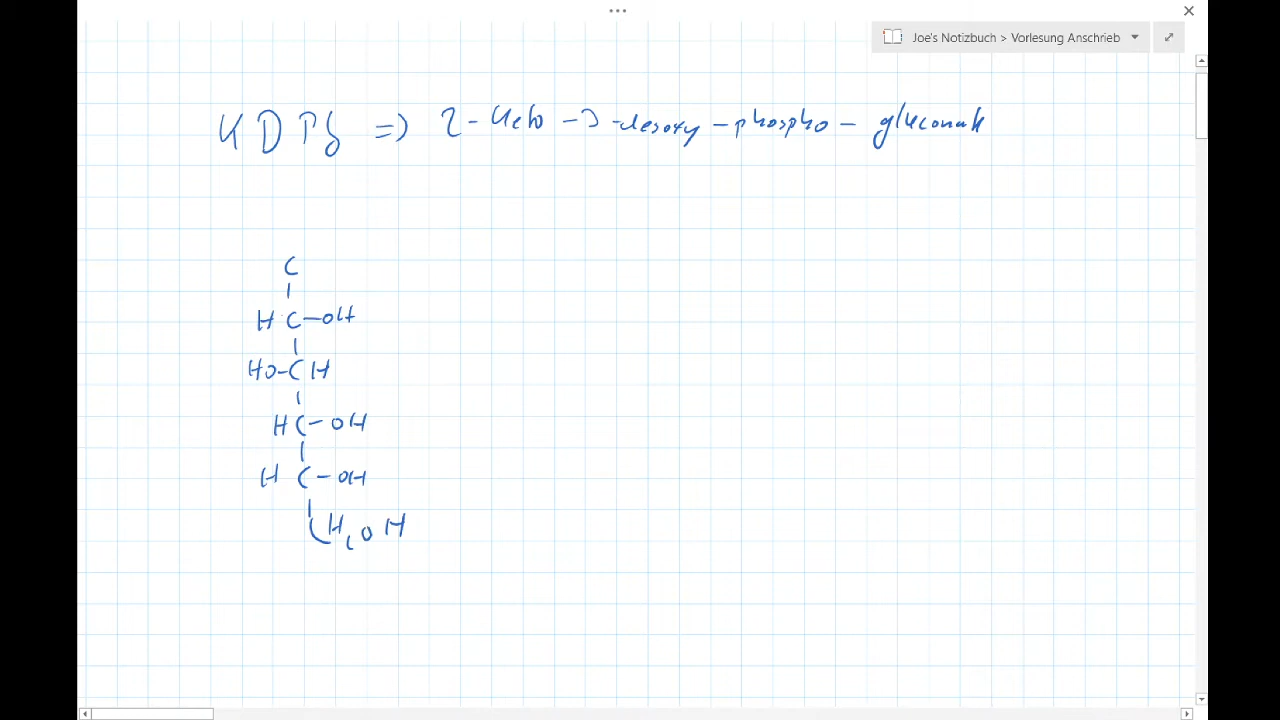 Joe's Notizbuch > Vorlesung Anschrieb
KDPG => 2-Keto-3-desoxy-phospho-gluconat
C
H C-OH
HO-C H
H C-OH
H C-OH
CH2OH